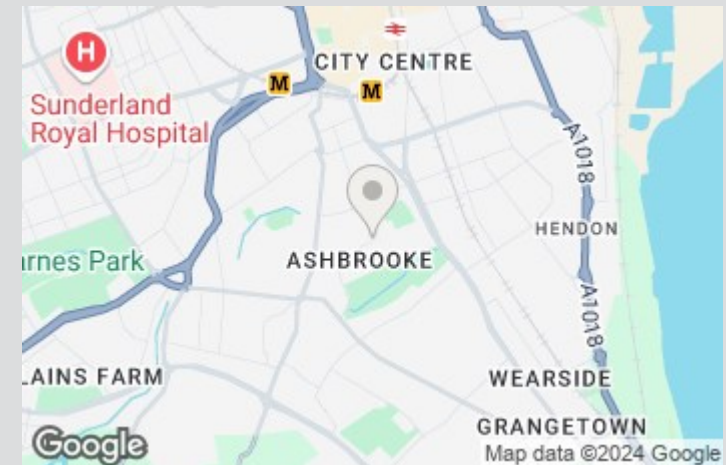 H
CITY CENTRE
M
M
Sunderland
Royal Hospital
A1018
HENDON
arnes Park
ASHBROOKE
A1018
LAINS FARM
WEARSIDE
GRANGETOWN
Google
Map data ©2024 Google